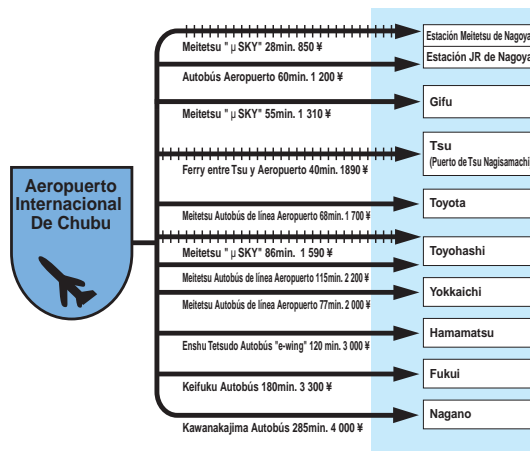 Estación Meitetsu de Nagoya
Meitetsu " µ SKY" 28min. 850 ¥
Estación JR de Nagoya
Autobús Aeropuerto 60min. 1 200 ¥
Gifu
Meitetsu " µ SKY" 55min. 1 310 ¥
Tsu
(Puerto de Tsu Nagisamachi
Ferry entre Tsu y Aeropuerto 40min. 1890 ¥
Aeropuerto
Internacional
De Chubu
Toyota
Meitetsu Autobús de línea Aeropuerto 68min. 1 700 ¥
Toyohashi
Meitetsu " µ SKY" 86min. 1 590 ¥
Meitetsu Autobús de línea Aeropuerto 115min. 2 200 ¥
Yokkaichi
Meitetsu Autobús de línea Aeropuerto 77min. 2 000 ¥
Hamamatsu
Enshu Tetsudo Autobús "e-wing" 120 min. 3 000 ¥
Fukui
Keifuku Autobús 180min. 3 300 ¥
Nagano
Kawanakajima Autobús 285min. 4 000 ¥